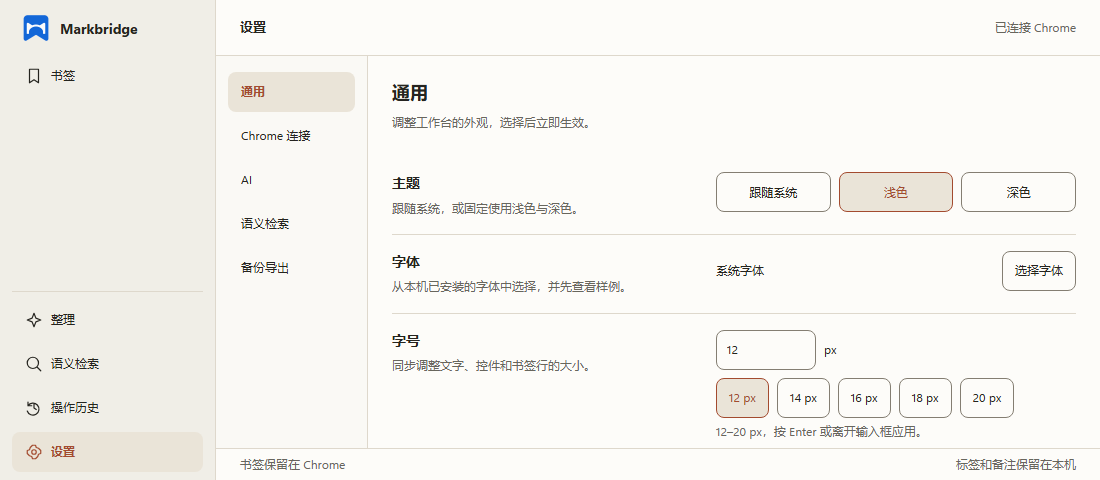 Markbridge
书签
整理
语义检索
操作历史
设置
设置
已连接 Chrome
通用
Chrome 连接
AI
语义检索
备份导出
通用
调整工作台的外观，选择后立即生效。
主题
跟随系统，或固定使用浅色与深色。
跟随系统
浅色
深色
字体
从本机已安装的字体中选择，并先查看样例。
系统字体
选择字体
字号
同步调整文字、控件和书签行的大小。
12
px
12 px
14 px
16 px
18 px
20 px
12–20 px，按 Enter 或离开输入框应用。
书签保留在 Chrome
标签和备注保留在本机